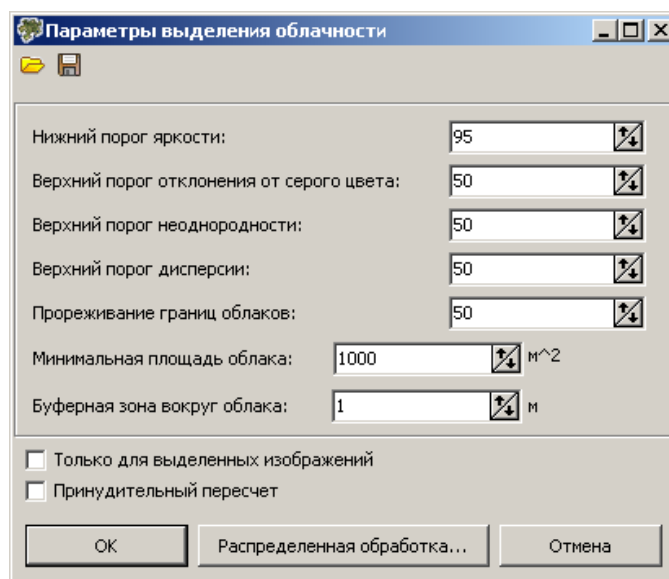 Параметры выделения облачности
Нижний порог яркости: 95
Верхний порог отклонения от серого цвета: 50
Верхний порог неоднородности: 50
Верхний порог дисперсии: 50
Прореживание границ облаков: 50
Минимальная площадь облака: 1000 м^2
Буферная зона вокруг облака: 1 м
Только для выделенных изображений
Принудительный пересчет
ОК Распределенная обработка... Отмена